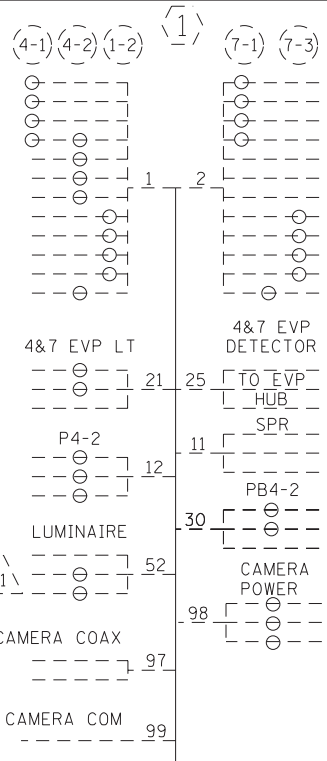 1
4-1 4-2 1-2 7-1 7-3
1 2
4&7 EVP LT
4&7 EVP
DETECTOR
21 25 TO EVP
HUB
SPR
P4-2
11
12
PB4-2
30
LUMINAIRE
1
52
CAMERA
POWER
98
CAMERA COAX
97
CAMERA COM
99